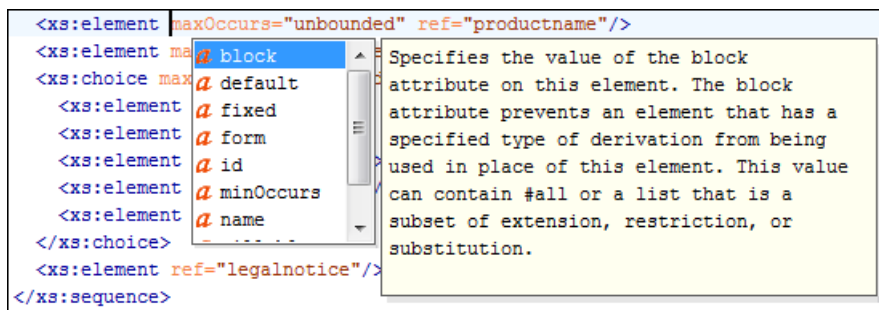 <xs:element maxOccurs="unbounded" ref="productname"/>
<xs:element ma
<xs:choice max
<xs:element
<xs:element
<xs:element
<xs:element
<xs:element
</xs:choice>
<xs:element ref="legalnotice"/>
</xs:sequence>
a block
a default
a fixed
a form
a id
a minOccurs
a name
Specifies the value of the block
attribute on this element. The block
attribute prevents an element that has a
specified type of derivation from being
used in place of this element. This value
can contain #all or a list that is a
subset of extension, restriction, or
substitution.